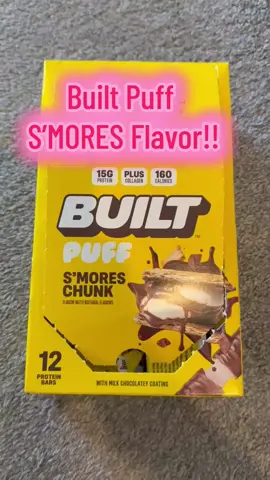 Built Puff
S'MORES Flavor!!
15G PROTEIN
PLUS COLLAGEN
160 CALORIES
BUILT
PUFF
S'MORES
CHUNK
12
PROTEIN
BARS
WITH MILK CHOCOLATEY COATING